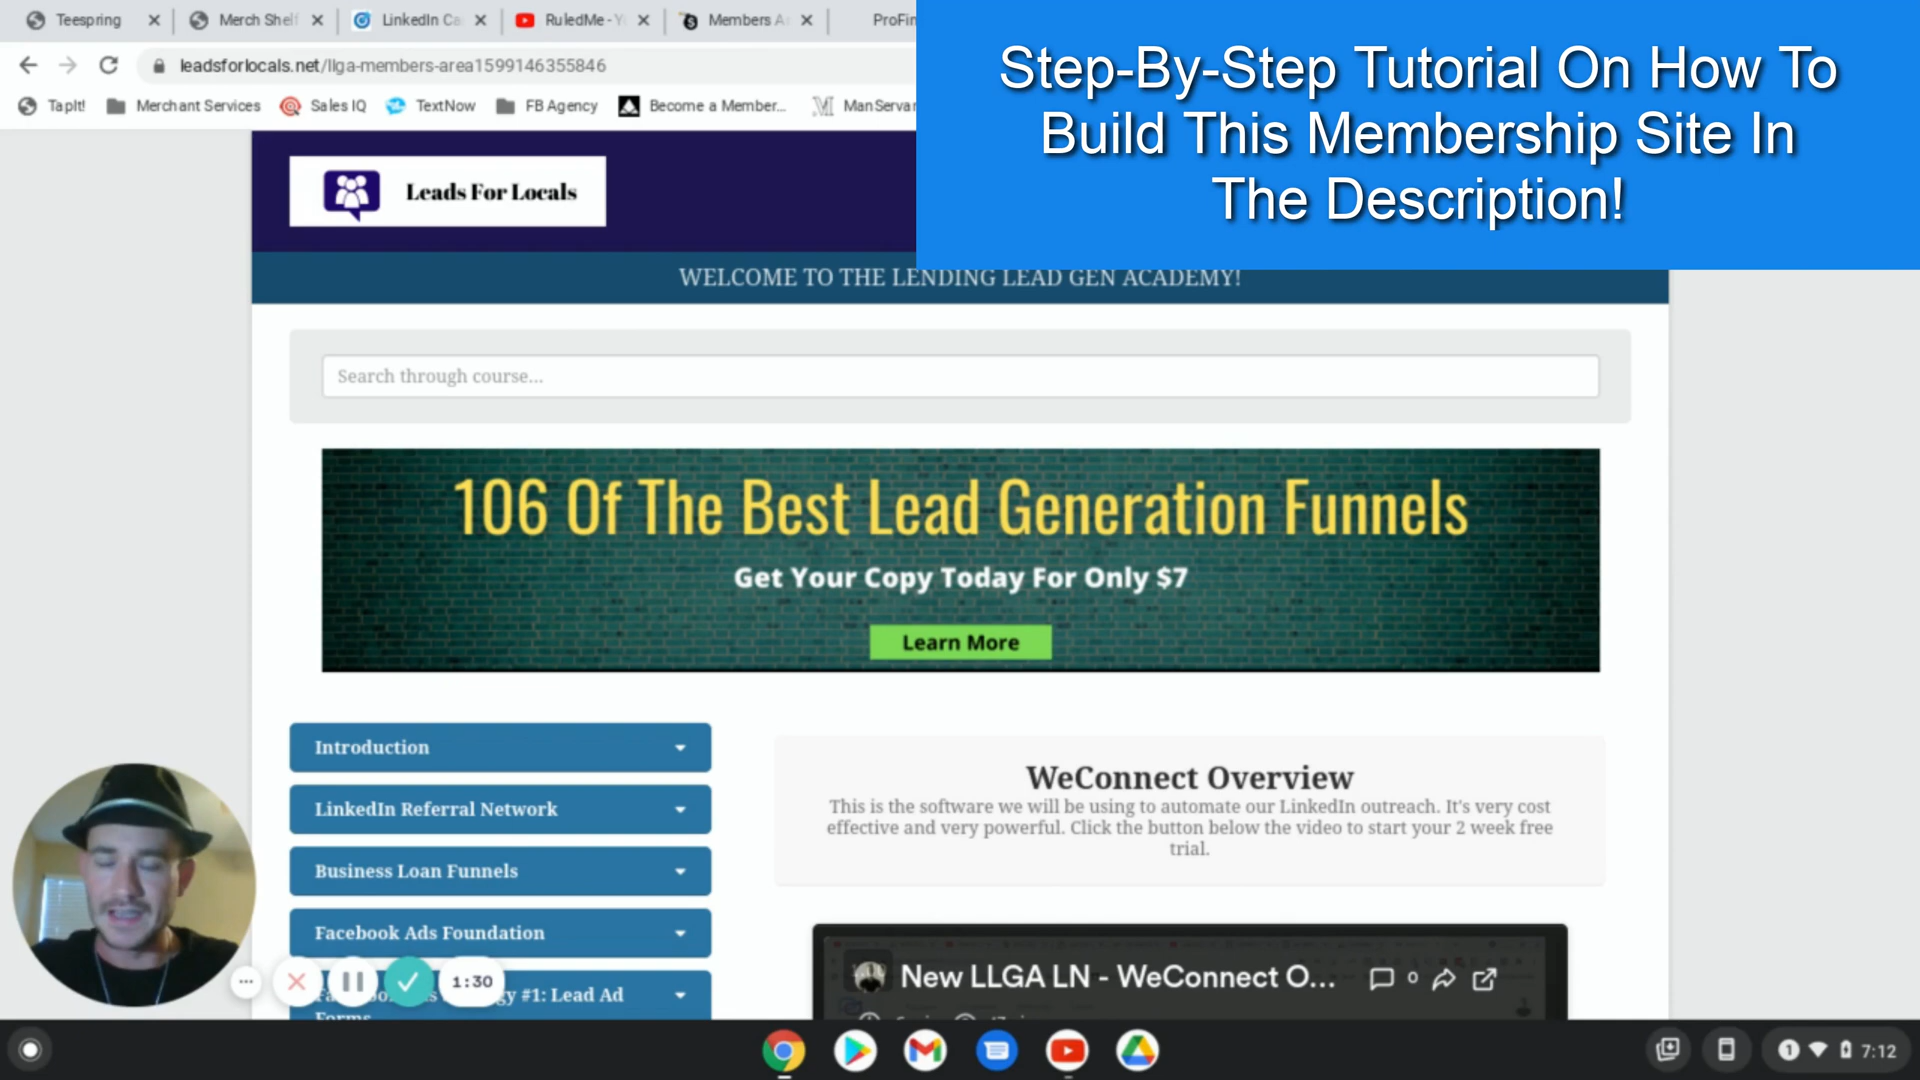 Teespring
Merch Shelf
LinkedIn Ca
RuledMe - Y
Members A
ProFin
leadsforlocals.net/llga-members-area1599146355846
TapIt!
Merchant Services
Sales IQ
TextNow
FB Agency
Become a Member...
ManServan
Step-By-Step Tutorial On How To
Build This Membership Site In
The Description!
Leads For Locals
WELCOME TO THE LENDING LEAD GEN ACADEMY!
Search through course...
106 Of The Best Lead Generation Funnels
Get Your Copy Today For Only $7
Learn More
Introduction
LinkedIn Referral Network
Business Loan Funnels
Facebook Ads Foundation
gy #1: Lead Ad
Forms
WeConnect Overview
This is the software we will be using to automate our LinkedIn outreach. It's very cost
effective and very powerful. Click the button below the video to start your 2 week free
trial.
New LLGA LN - WeConnect O...
0
1:30
1
7:12